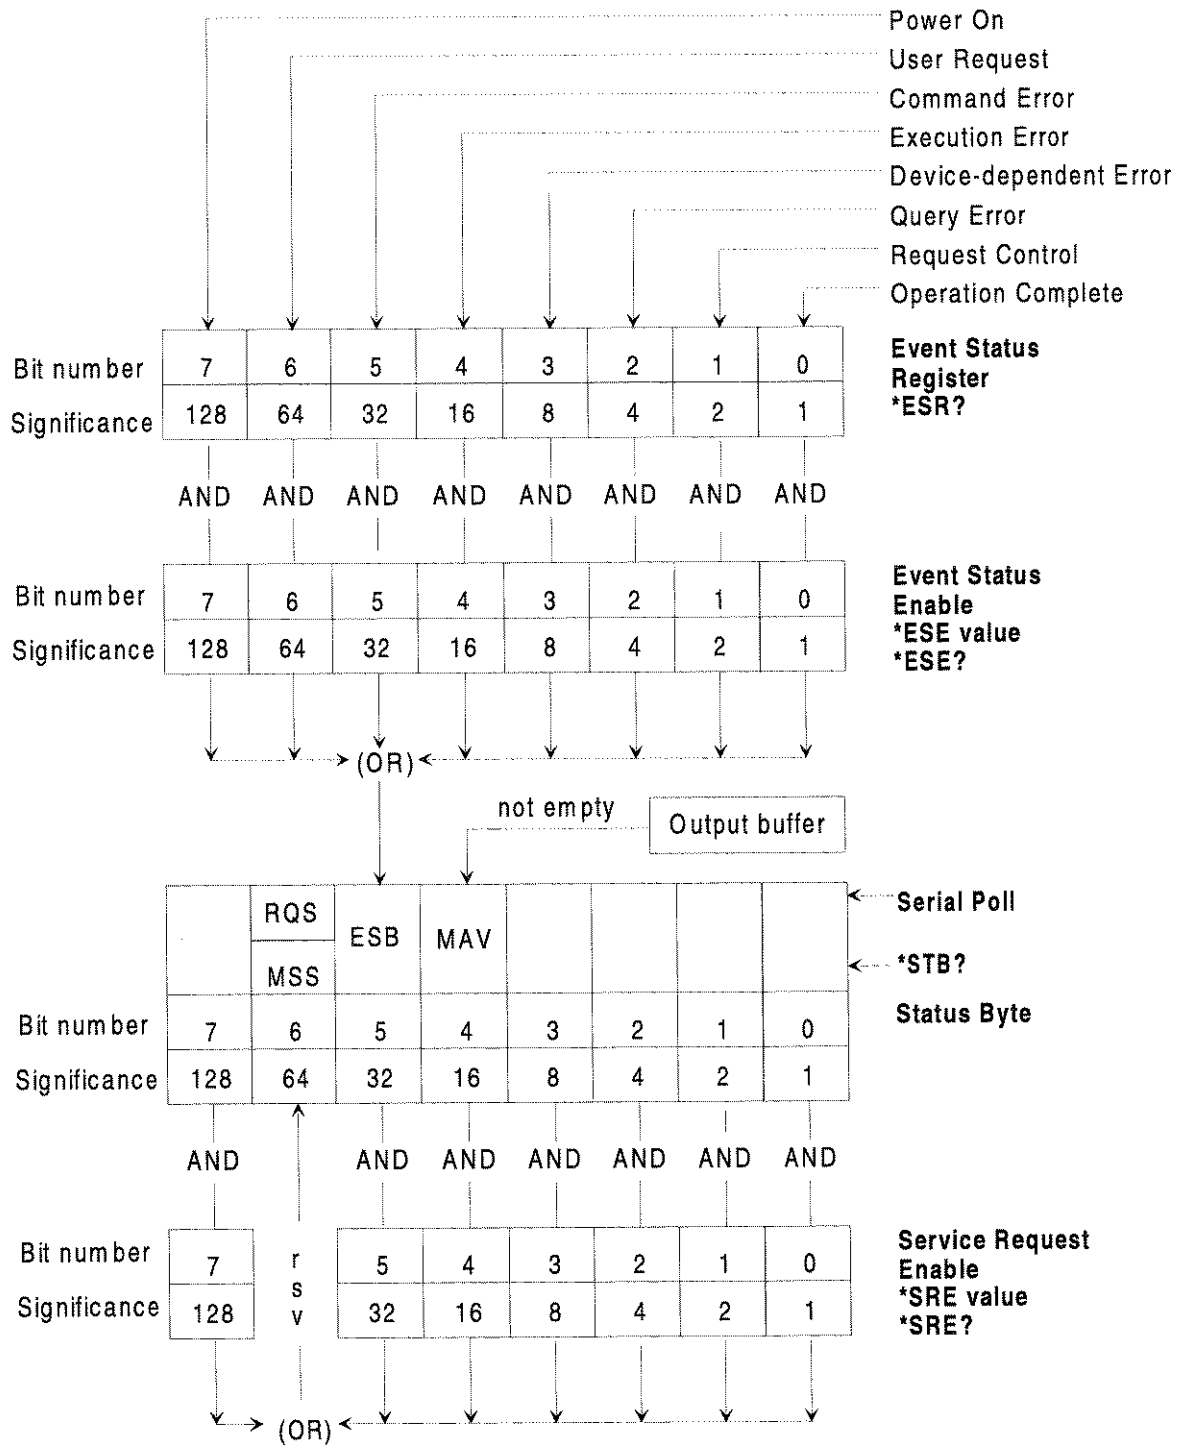 Power On
User Request
Command Error
Execution Error
Device-dependent Error
Query Error
Request Control
Operation Complete
Bit number 7 6 5 4 3 2 1 0
Significance 128 64 32 16 8 4 2 1
Event Status
Register
*ESR?
AND AND AND AND AND AND AND AND
Bit number 7 6 5 4 3 2 1 0
Significance 128 64 32 16 8 4 2 1
Event Status
Enable
*ESE value
*ESE?
(OR)
not empty
Output buffer
RQS
MSS
ESB
MAV
Serial Poll
*STB?
Status Byte
Bit number 7 6 5 4 3 2 1 0
Significance 128 64 32 16 8 4 2 1
AND AND AND AND AND AND AND
Bit number 7 5 4 3 2 1 0
Significance 128 32 16 8 4 2 1
r
s
v
Service Request
Enable
*SRE value
*SRE?
(OR)